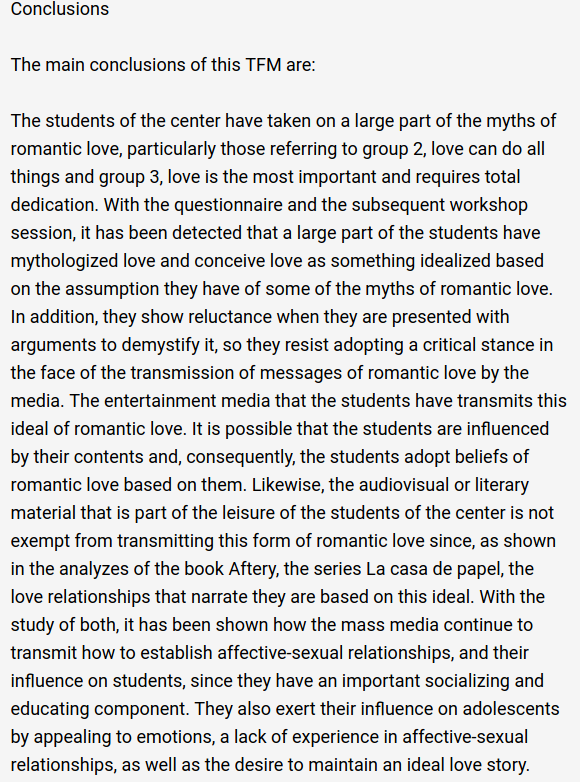 Conclusions
The main conclusions of this TFM are:
The students of the center have taken on a large part of the myths of
romantic love, particularly those referring to group 2, love can do all
things and group 3, love is the most important and requires total
dedication. With the questionnaire and the subsequent workshop
session, it has been detected that a large part of the students have
mythologized love and conceive love as something idealized based
on the assumption they have of some of the myths of romantic love.
In addition, they show reluctance when they are presented with
arguments to demystify it, so they resist adopting a critical stance in
the face of the transmission of messages of romantic love by the
media. The entertainment media that the students have transmits this
ideal of romantic love. It is possible that the students are influenced
by their contents and, consequently, the students adopt beliefs of
romantic love based on them. Likewise, the audiovisual or literary
material that is part of the leisure of the students of the center is not
exempt from transmitting this form of romantic love since, as shown
in the analyzes of the book Aftery, the series La casa de papel, the
love relationships that narrate they are based on this ideal. With the
study of both, it has been shown how the mass media continue to
transmit how to establish affective-sexual relationships, and their
influence on students, since they have an important socializing and
educating component. They also exert their influence on adolescents
by appealing to emotions, a lack of experience in affective-sexual
relationships, as well as the desire to maintain an ideal love story.